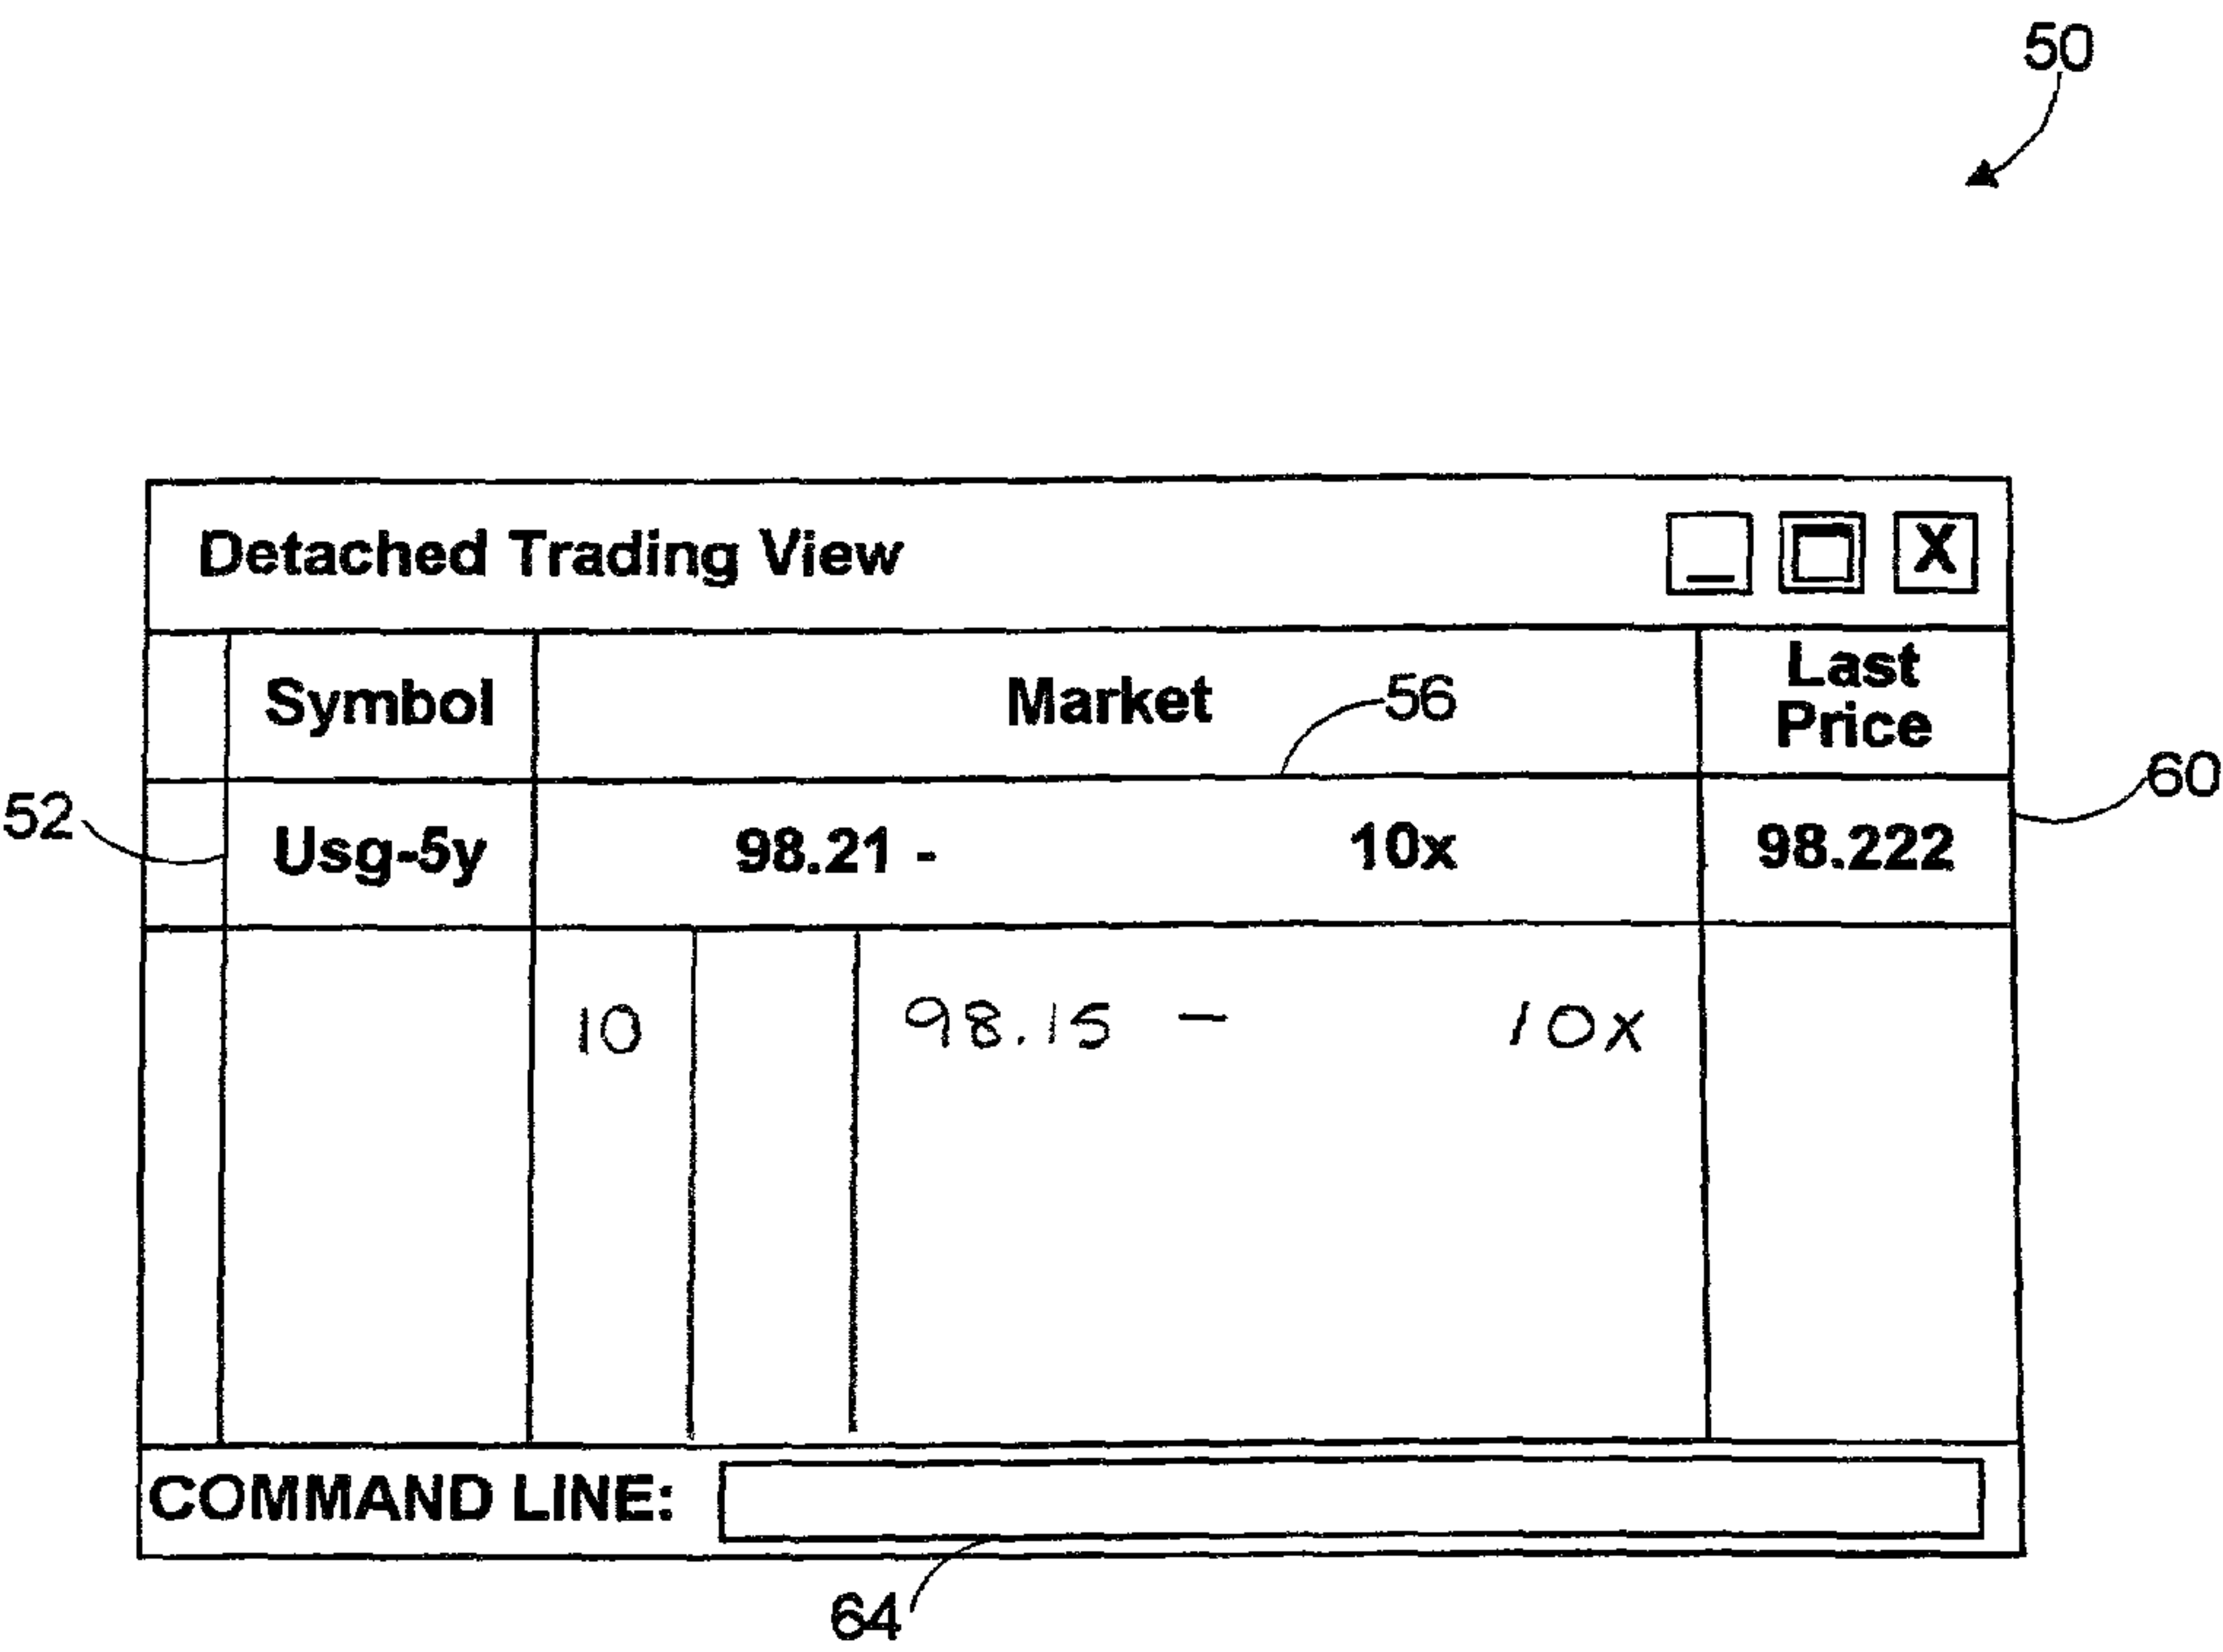 50
Detached Trading View _ X
Symbol Market 56 Last Price
52 Usg-5y 98.21 - 10x 98.222 60
10 98.15 - 10x
COMMAND LINE:
64